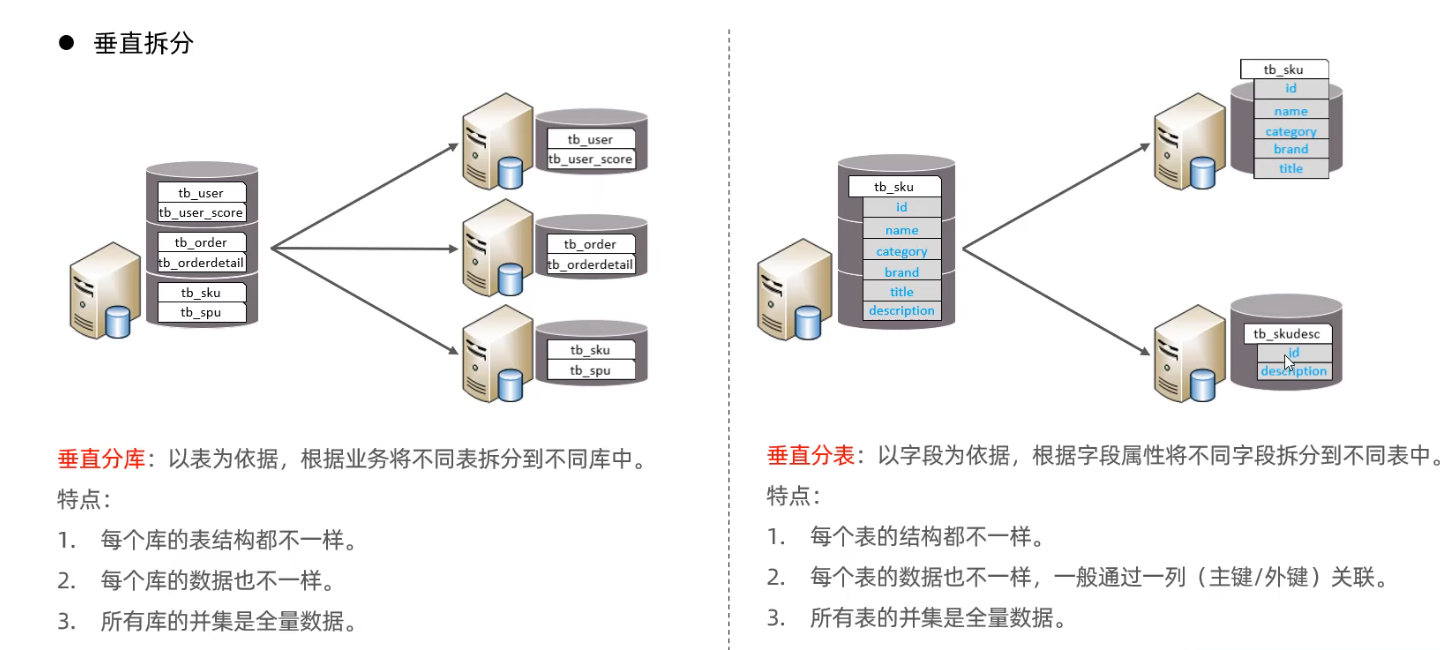 ● 垂直拆分
tb_user
tb_user_score
tb_order
tb_orderdetail
tb_sku
tb_spu
tb_user
tb_user_score
tb_order
tb_orderdetail
tb_sku
tb_spu
垂直分库：以表为依据，根据业务将不同表拆分到不同库中。
特点：
1. 每个库的表结构都不一样。
2. 每个库的数据也不一样。
3. 所有库的并集是全量数据。
tb_sku
id
name
category
brand
title
description
tb_sku
id
name
category
brand
title
tb_skudesc
id
description
垂直分表：以字段为依据，根据字段属性将不同字段拆分到不同表中。
特点：
1. 每个表的结构都不一样。
2. 每个表的数据也不一样，一般通过一列（主键/外键）关联。
3. 所有表的并集是全量数据。